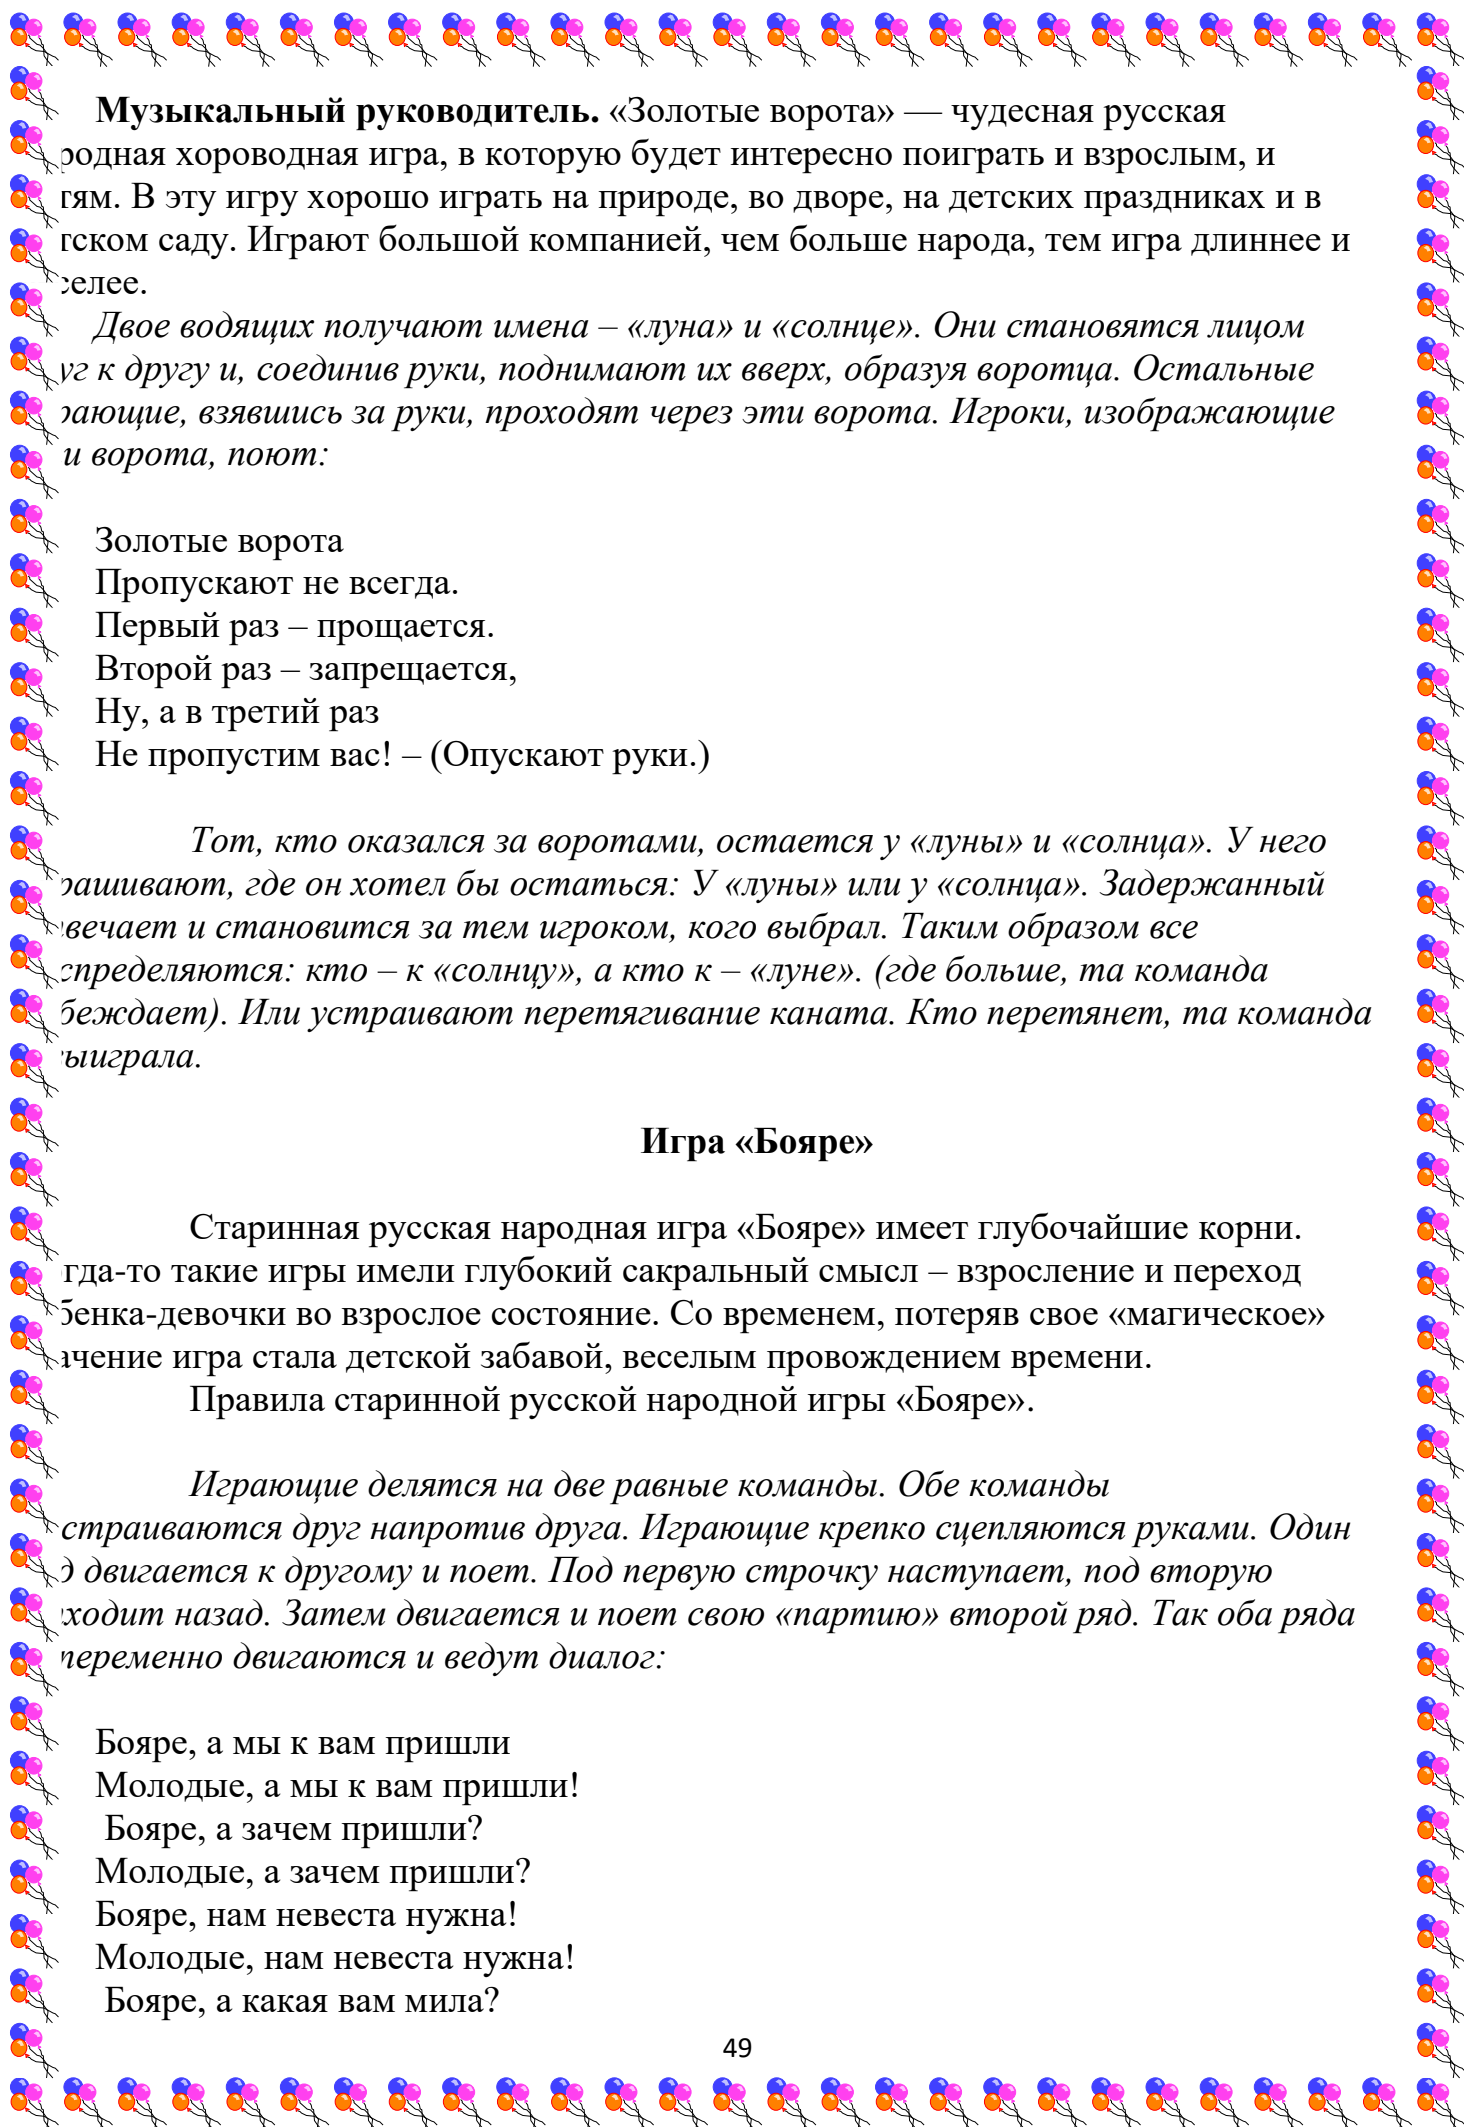 Музыкальный руководитель. «Золотые ворота» — чудесная русская
родная хороводная игра, в которую будет интересно поиграть и взрослым, и
тям. В эту игру хорошо играть на природе, во дворе, на детских праздниках и в
тском саду. Играют большой компанией, чем больше народа, тем игра длиннее и
селее.
Двое водящих получают имена – «луна» и «солнце». Они становятся лицом
уг к другу и, соединив руки, поднимают их вверх, образуя воротца. Остальные
рающие, взявшись за руки, проходят через эти ворота. Игроки, изображающие
и ворота, поют:
Золотые ворота
Пропускают не всегда.
Первый раз – прощается.
Второй раз – запрещается,
Ну, а в третий раз
Не пропустим вас! – (Опускают руки.)
Тот, кто оказался за воротами, остается у «луны» и «солнца». У него
рашивают, где он хотел бы остаться: У «луны» или у «солнца». Задержанный
вечает и становится за тем игроком, кого выбрал. Таким образом все
спределяются: кто – к «солнцу», а кто к – «луне». (где больше, та команда
беждает). Или устраивают перетягивание каната. Кто перетянет, та команда
выиграла.
Игра «Бояре»
Старинная русская народная игра «Бояре» имеет глубочайшие корни.
гда-то такие игры имели глубокий сакральный смысл – взросление и переход
бенка-девочки во взрослое состояние. Со временем, потеряв свое «магическое»
ачение игра стала детской забавой, веселым провождением времени.
Правила старинной русской народной игры «Бояре».
Играющие делятся на две равные команды. Обе команды
страиваются друг напротив друга. Играющие крепко сцепляются руками. Один
д двигается к другому и поет. Под первую строчку наступает, под вторую
ходит назад. Затем двигается и поет свою «партию» второй ряд. Так оба ряда
переменно двигаются и ведут диалог:
Бояре, а мы к вам пришли
Молодые, а мы к вам пришли!
Бояре, а зачем пришли?
Молодые, а зачем пришли?
Бояре, нам невеста нужна!
Молодые, нам невеста нужна!
Бояре, а какая вам мила?
49